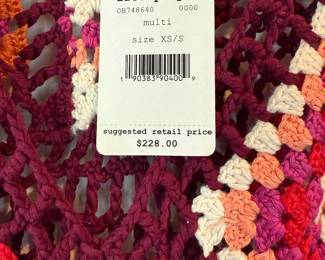 OB748640 0000
multi
size XS/S
1 90383 90400 9
suggested retail price
$228.00